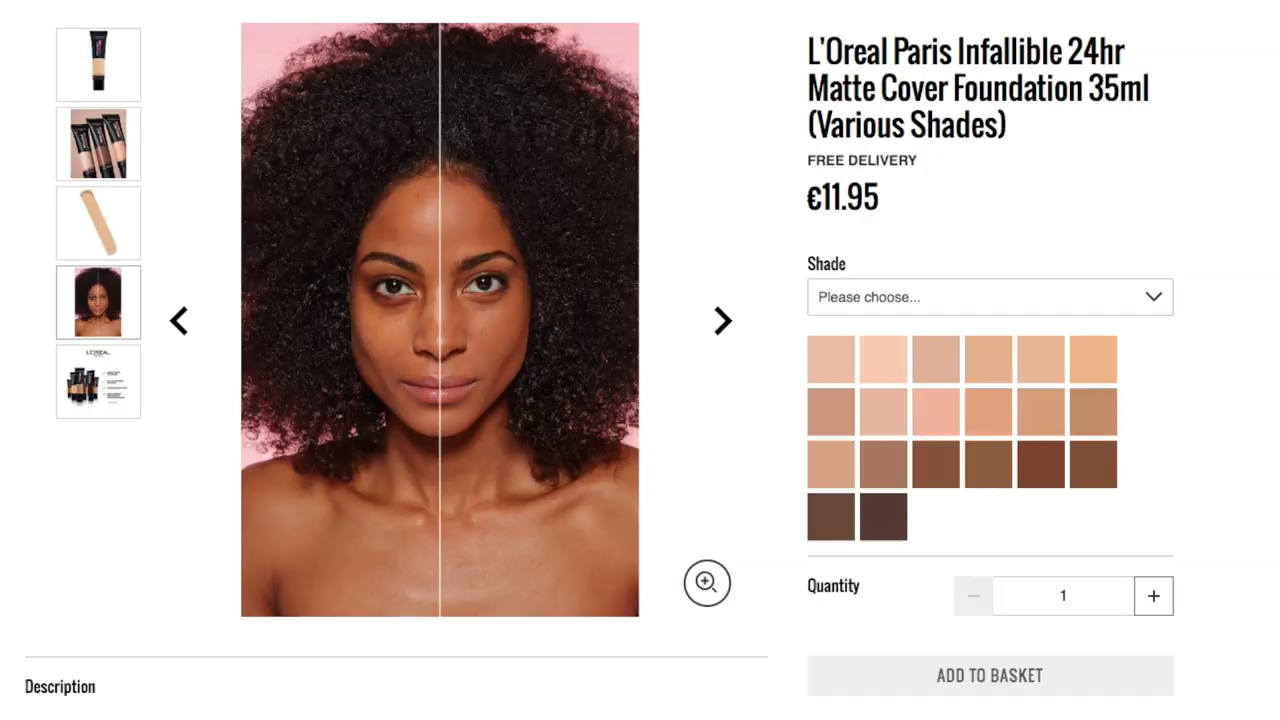 L'Oreal Paris Infallible 24hr
Matte Cover Foundation 35ml
(Various Shades)
FREE DELIVERY
€11.95
Shade
Please choose...
Quantity
1
ADD TO BASKET
Description
L'ORÉAL